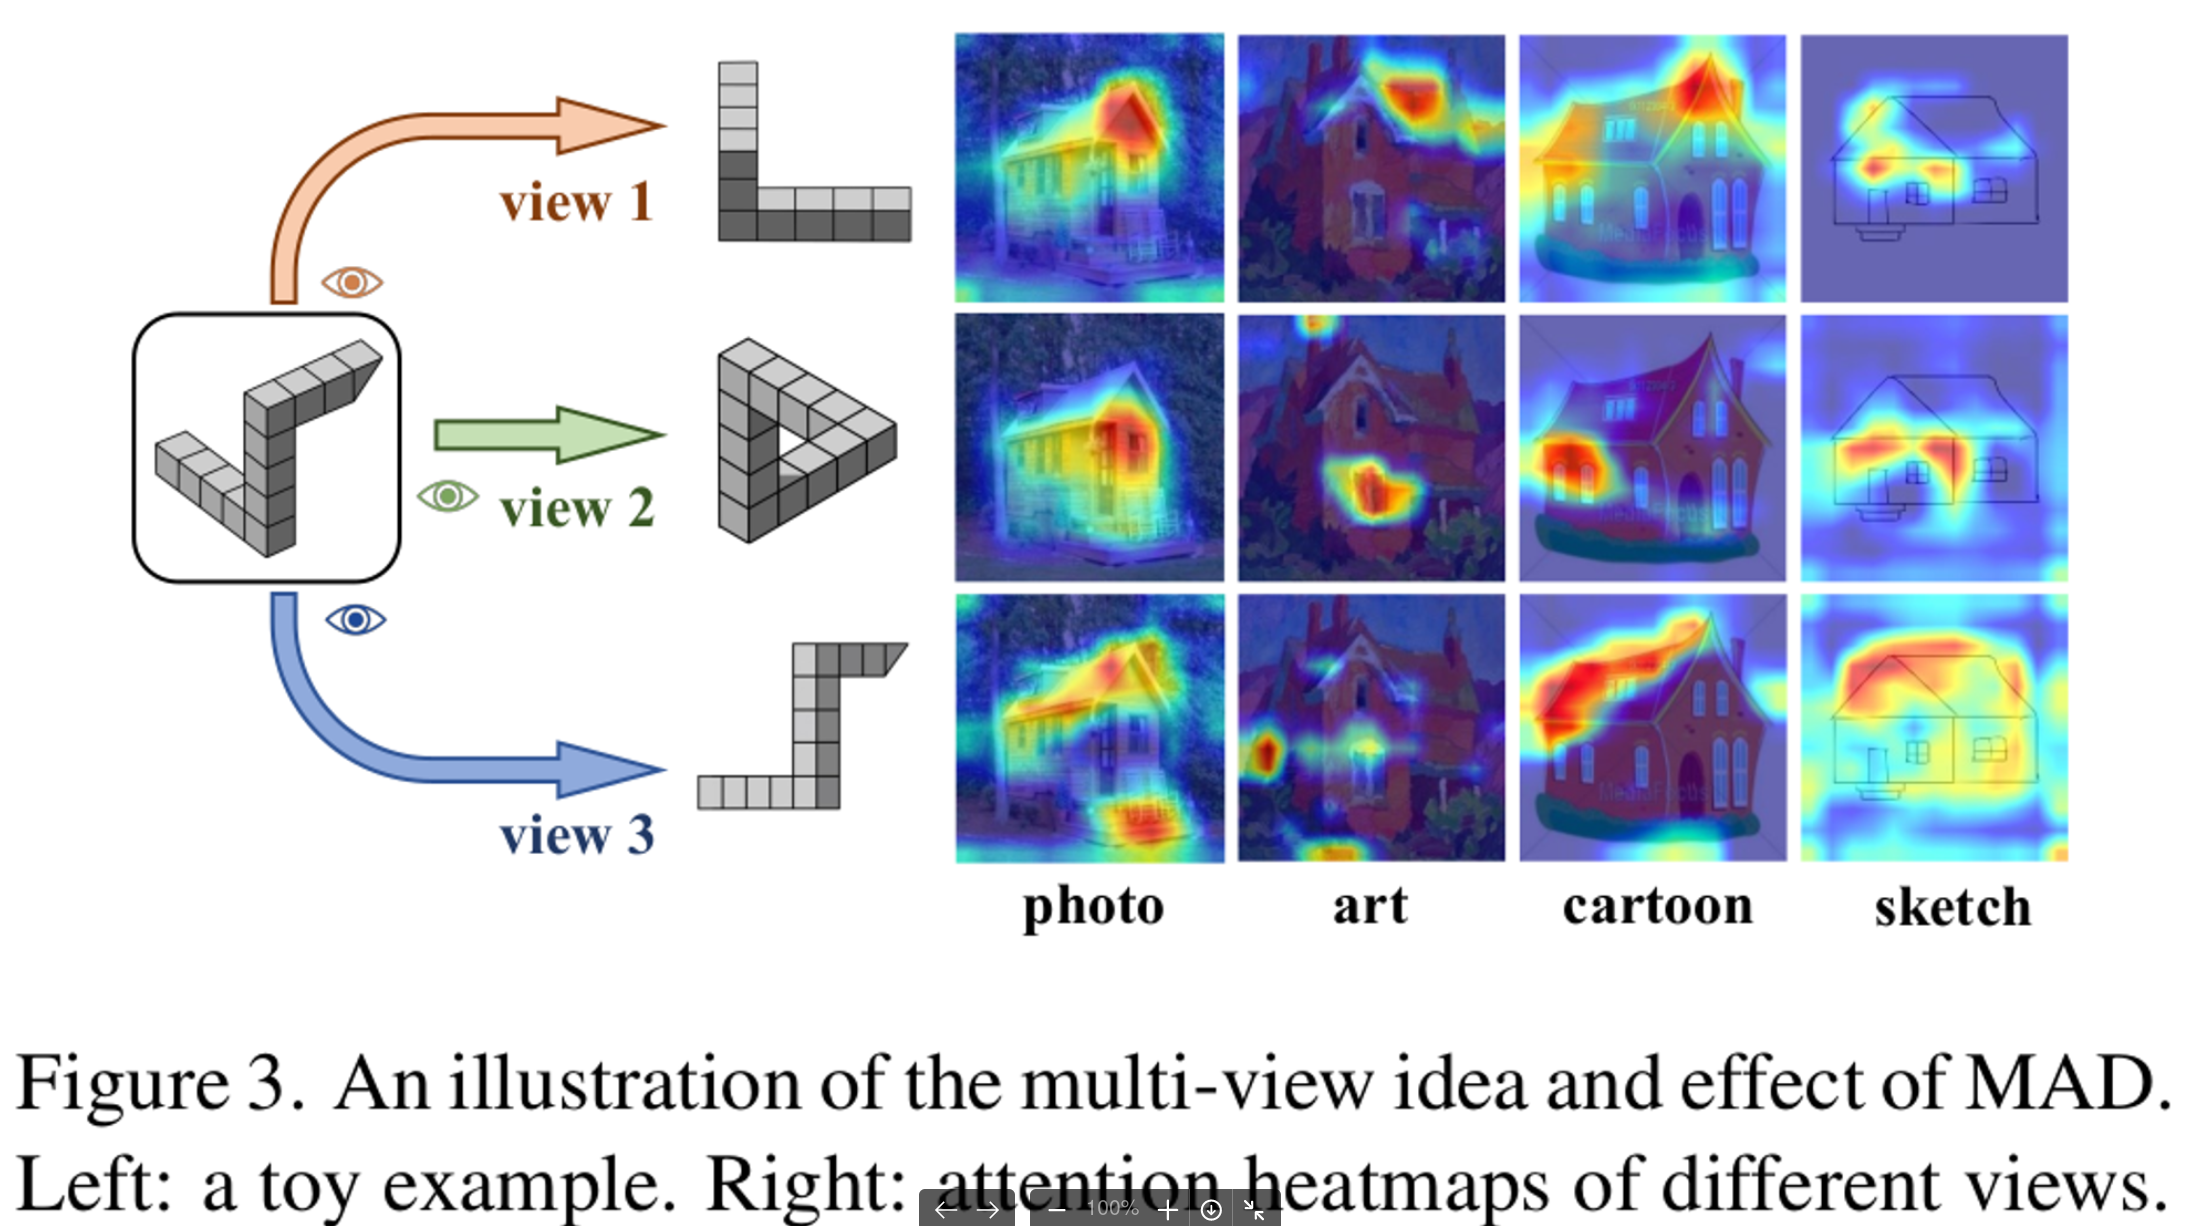 view 1
view 2
view 3
photo
art
cartoon
sketch
Figure 3. An illustration of the multi-view idea and effect of MAD.
Left: a toy example. Right: attention heatmaps of different views.
100%